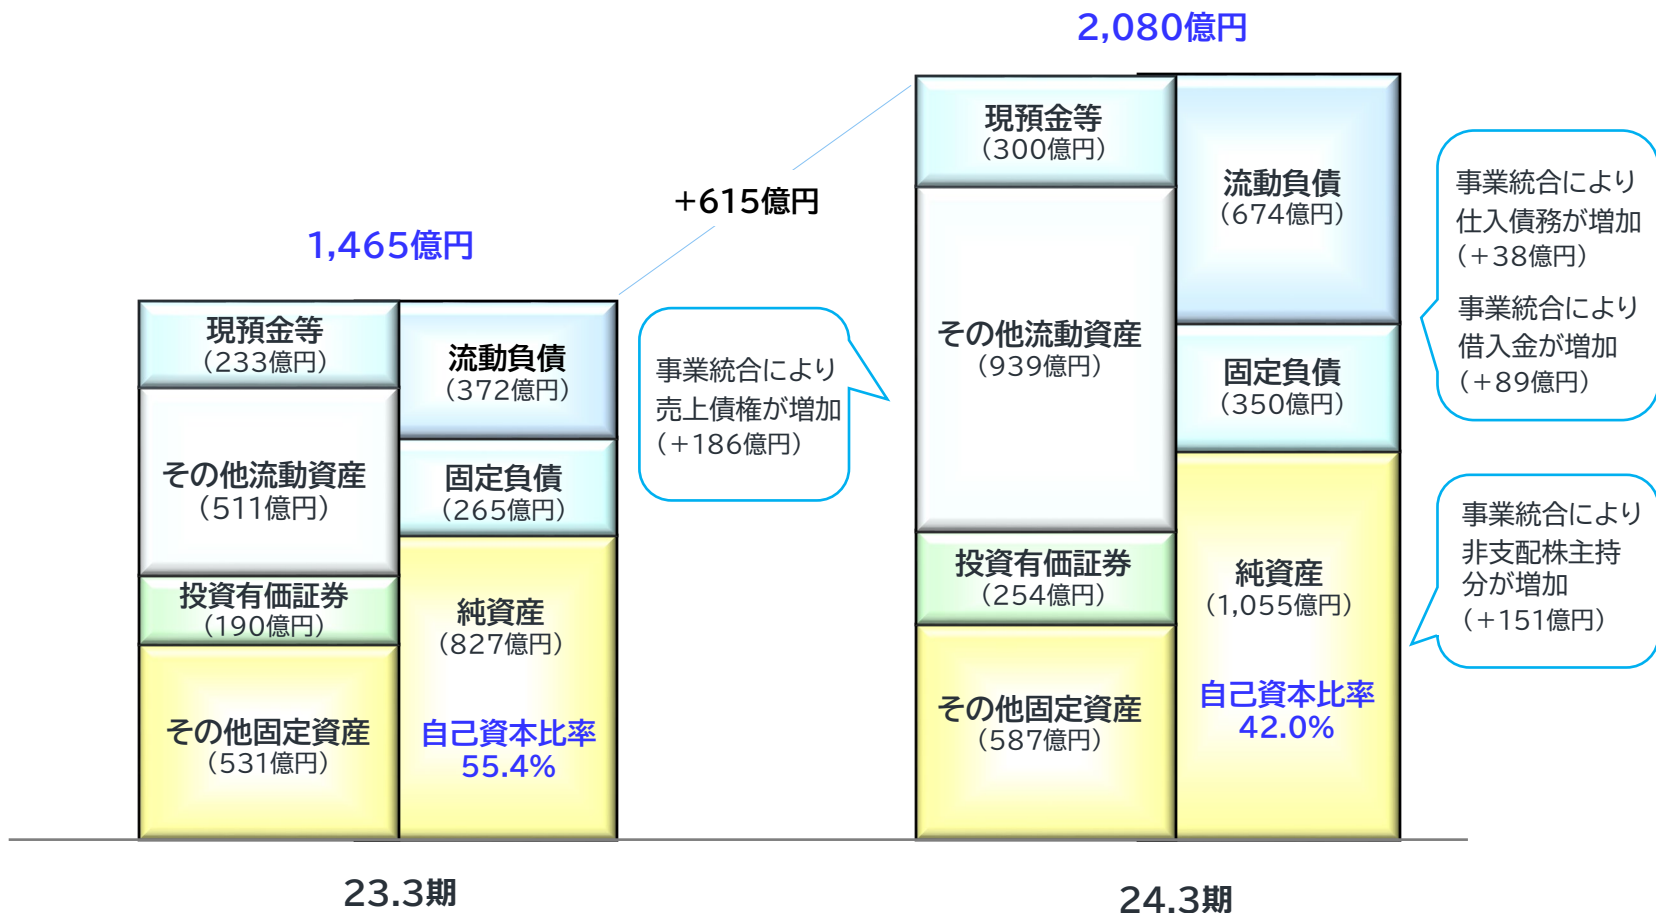 2,080億円
1,465億円
+615億円
現預金等
(233億円)
その他流動資産
(511億円)
投資有価証券
(190億円)
その他固定資産
(531億円)
流動負債
(372億円)
固定負債
(265億円)
純資産
(827億円)
自己資本比率
55.4%
事業統合により
売上債権が増加
(+186億円)
現預金等
(300億円)
その他流動資産
(939億円)
投資有価証券
(254億円)
その他固定資産
(587億円)
流動負債
(674億円)
固定負債
(350億円)
純資産
(1,055億円)
自己資本比率
42.0%
事業統合により
仕入債務が増加
(+38億円)
事業統合により
借入金が増加
(+89億円)
事業統合により
非支配株主持
分が増加
(+151億円)
23.3期
24.3期